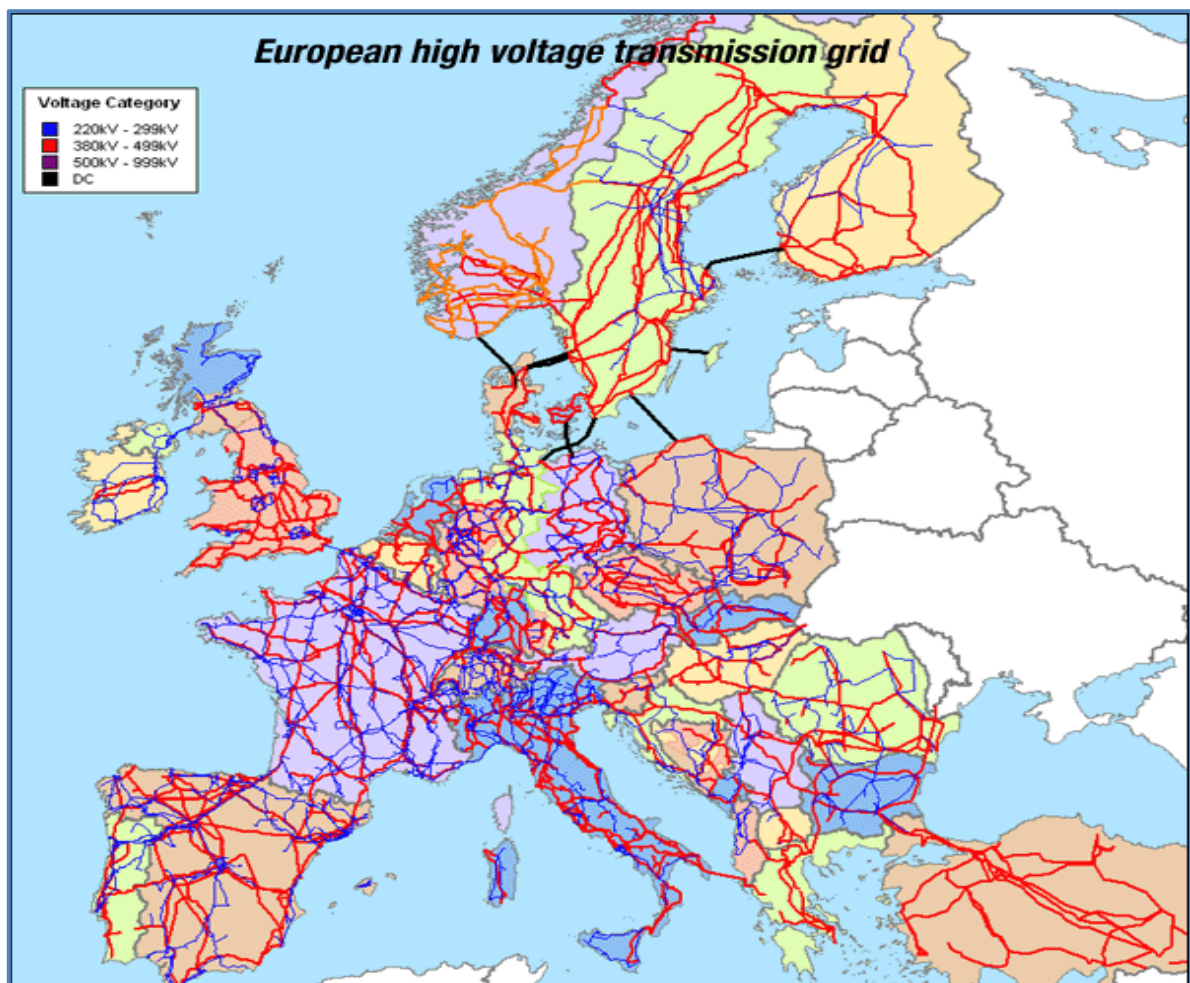 European high voltage transmission grid
Voltage Category
220kV - 299kV
380kV - 499kV
500kV - 999kV
DC